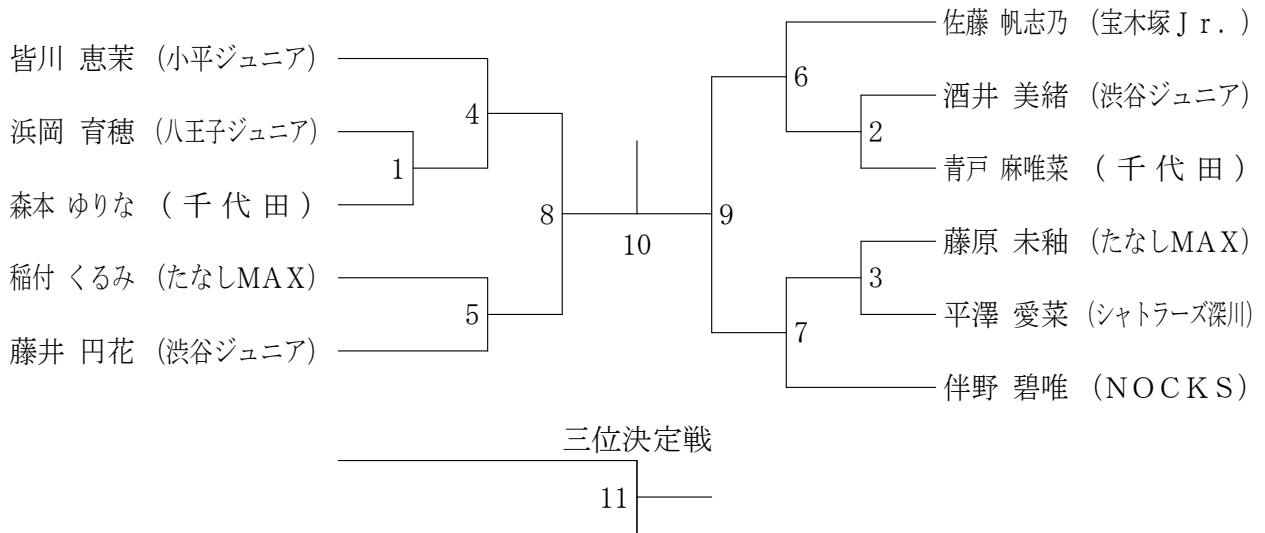 皆川 恵茉 (小平ジュニア)
浜岡 育穂 (八王子ジュニア)
森本 ゆりな (千代田)
稲付 くるみ (たなしMAX)
藤井 円花 (渋谷ジュニア)
4
1
8
5
10
佐藤 帆志乃 (宝木塚Jr.)
酒井 美緒 (渋谷ジュニア)
青戸 麻唯菜 (千代田)
藤原 未釉 (たなしMAX)
平澤 愛菜 (シャトラーズ深川)
伴野 碧唯 (NOCKS)
6
2
9
3
7
三位決定戦
11